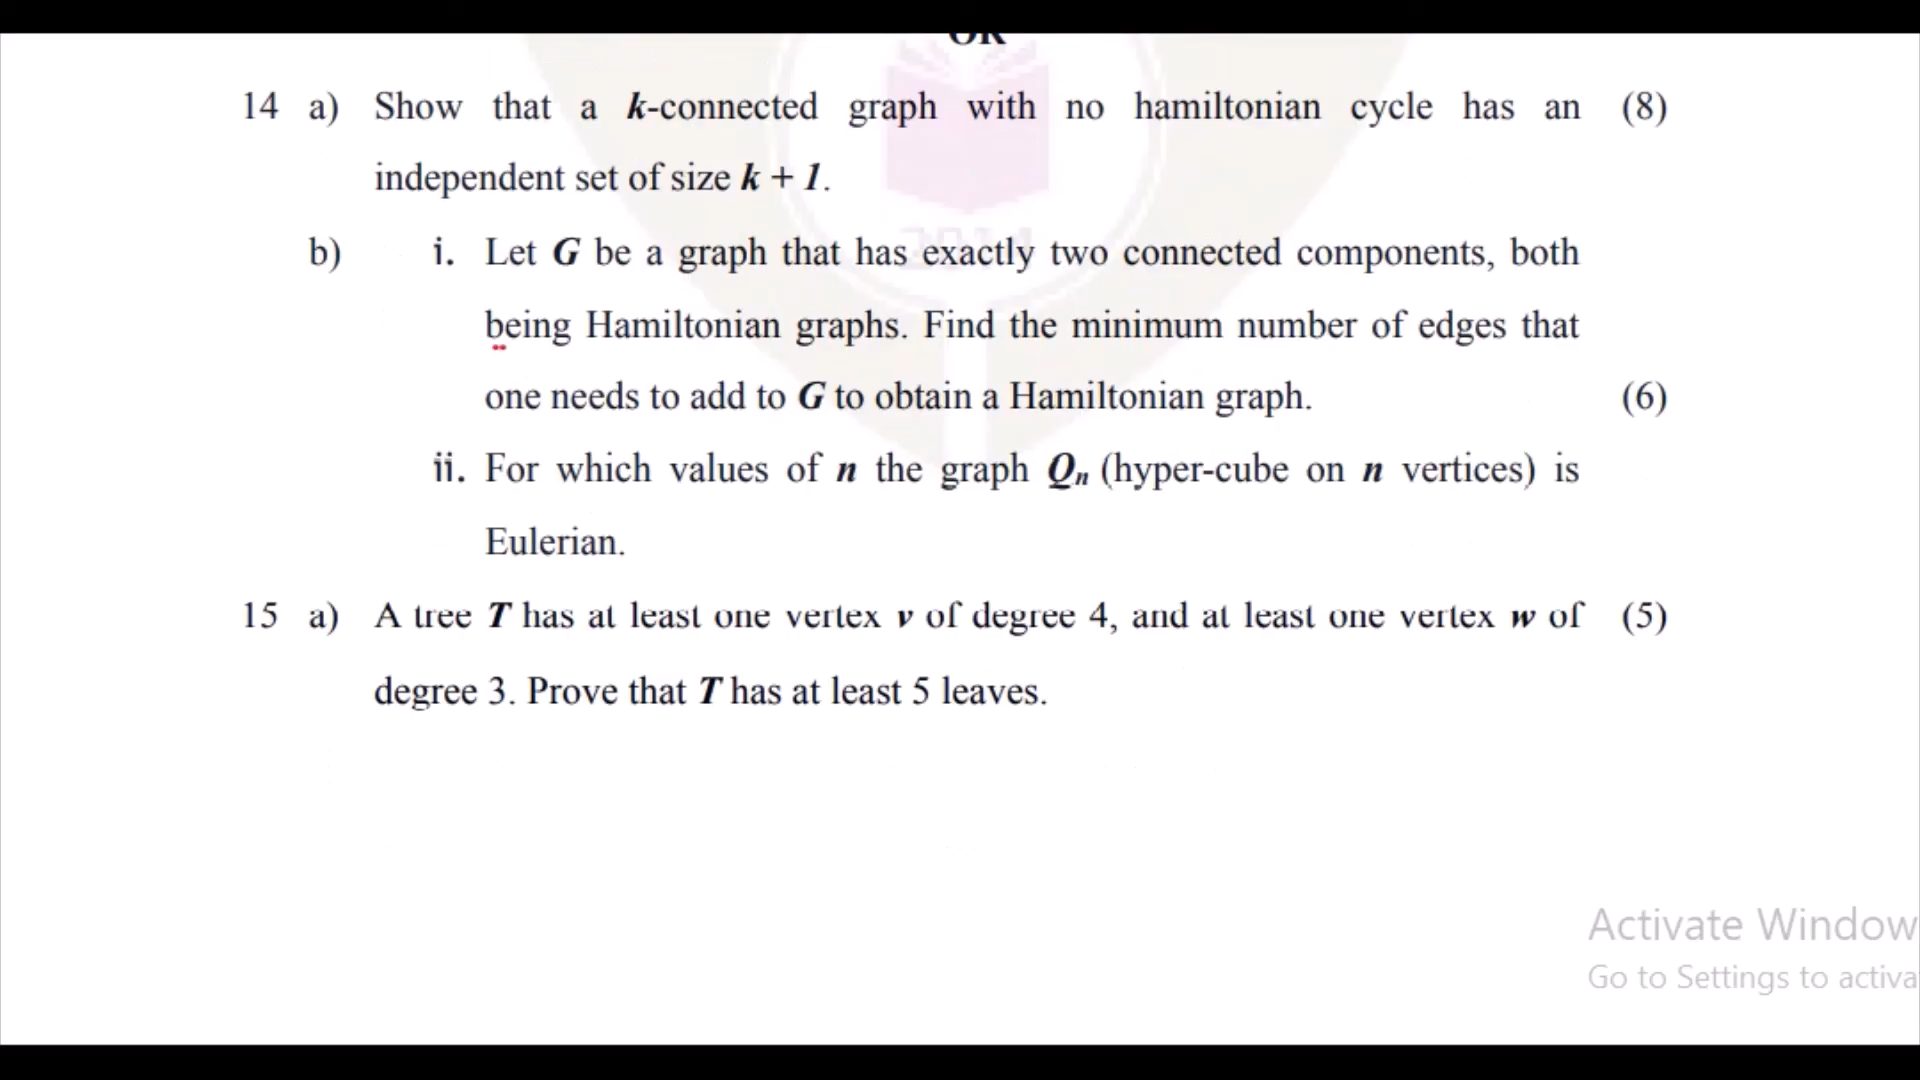 OR
14 a) Show that a k-connected graph with no hamiltonian cycle has an (8)
independent set of size k + 1.
b) i. Let G be a graph that has exactly two connected components, both
being Hamiltonian graphs. Find the minimum number of edges that
one needs to add to G to obtain a Hamiltonian graph. (6)
ii. For which values of n the graph Qn (hyper-cube on n vertices) is
Eulerian.
15 a) A tree T has at least one vertex v of degree 4, and at least one vertex w of (5)
degree 3. Prove that T has at least 5 leaves.
2014
Activate Window
Go to Settings to activa